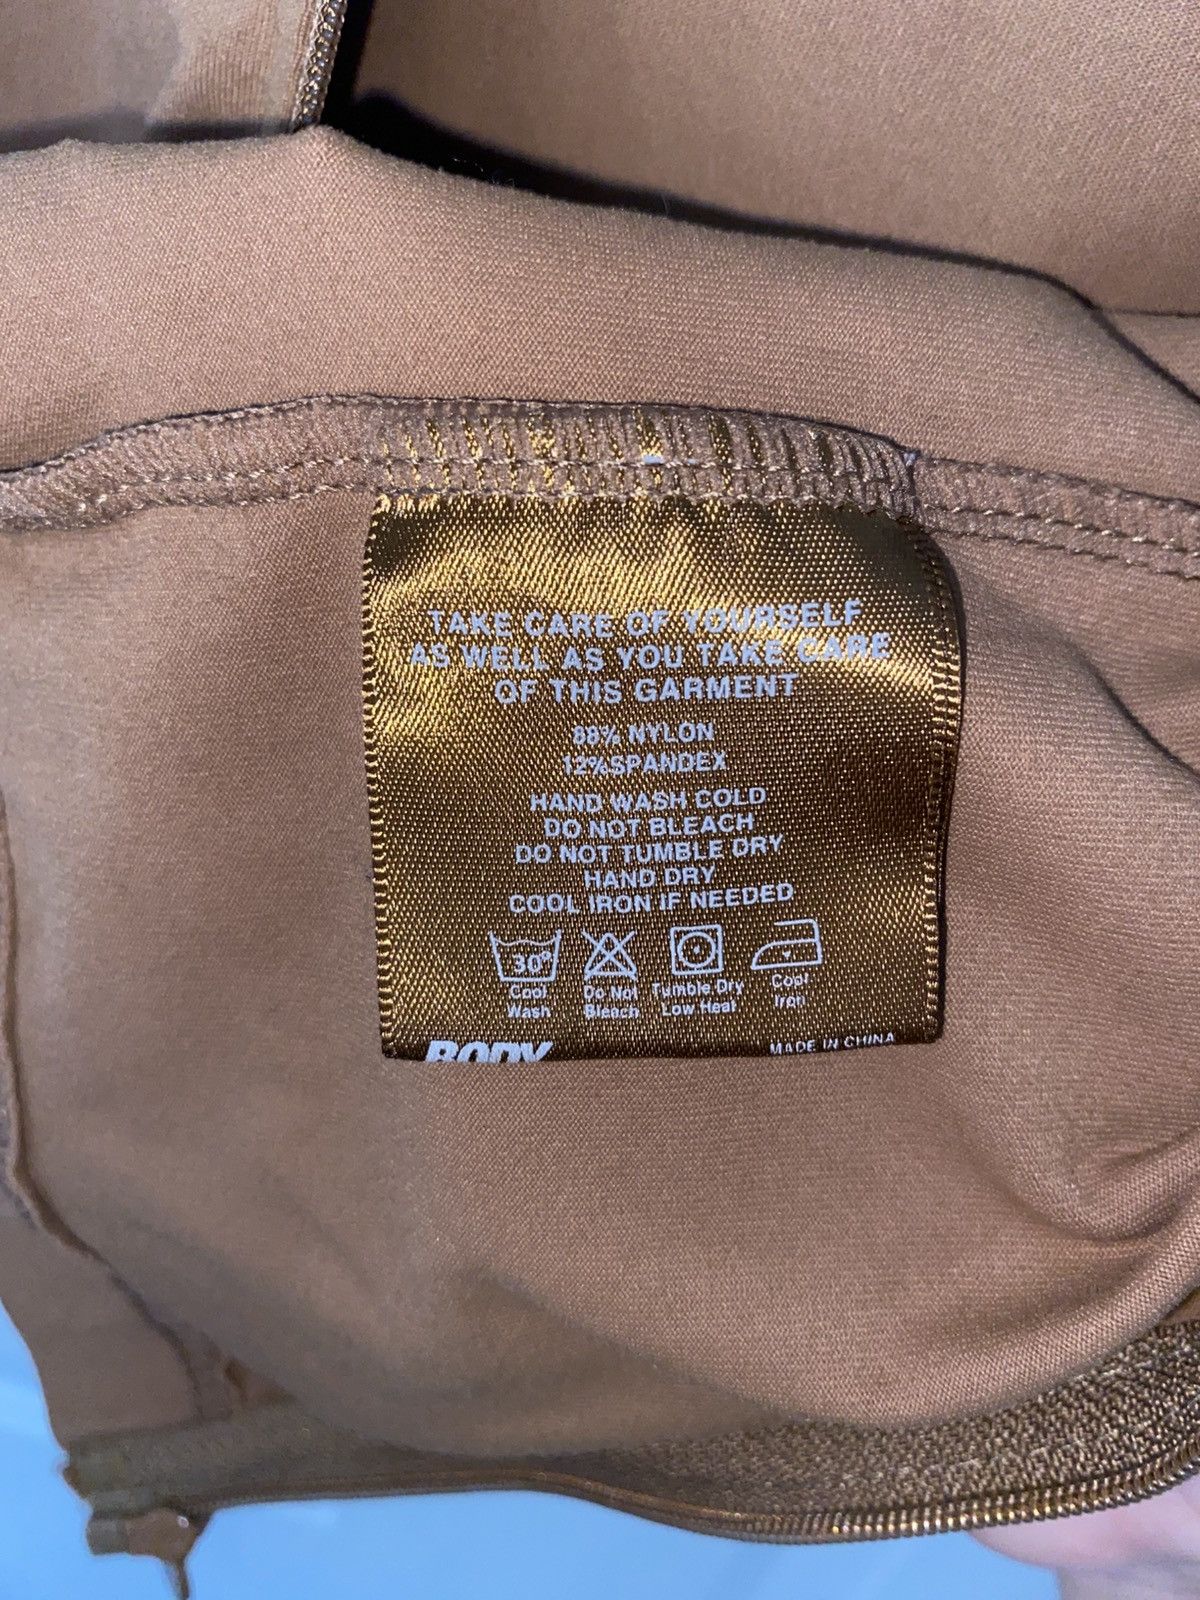 TAKE CARE OF YOURSELF
AS WELL AS YOU TAKE CARE
OF THIS GARMENT
88% NYLON
12%SPANDEX
HAND WASH COLD
DO NOT BLEACH
DO NOT TUMBLE DRY
HAND DRY
COOL IRON IF NEEDED
30°
Cool Wash
Do Not Bleach
Tumble Dry Low Heat
Cool Iron
BODY
MADE IN CHINA